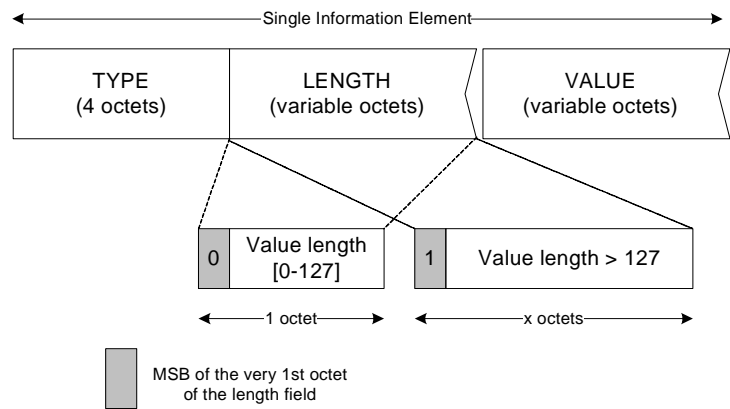 Single Information Element
TYPE
(4 octets)
LENGTH
(variable octets)
VALUE
(variable octets)
0
Value length
[0-127]
1
Value length > 127
1 octet
x octets
MSB of the very 1st octet
of the length field